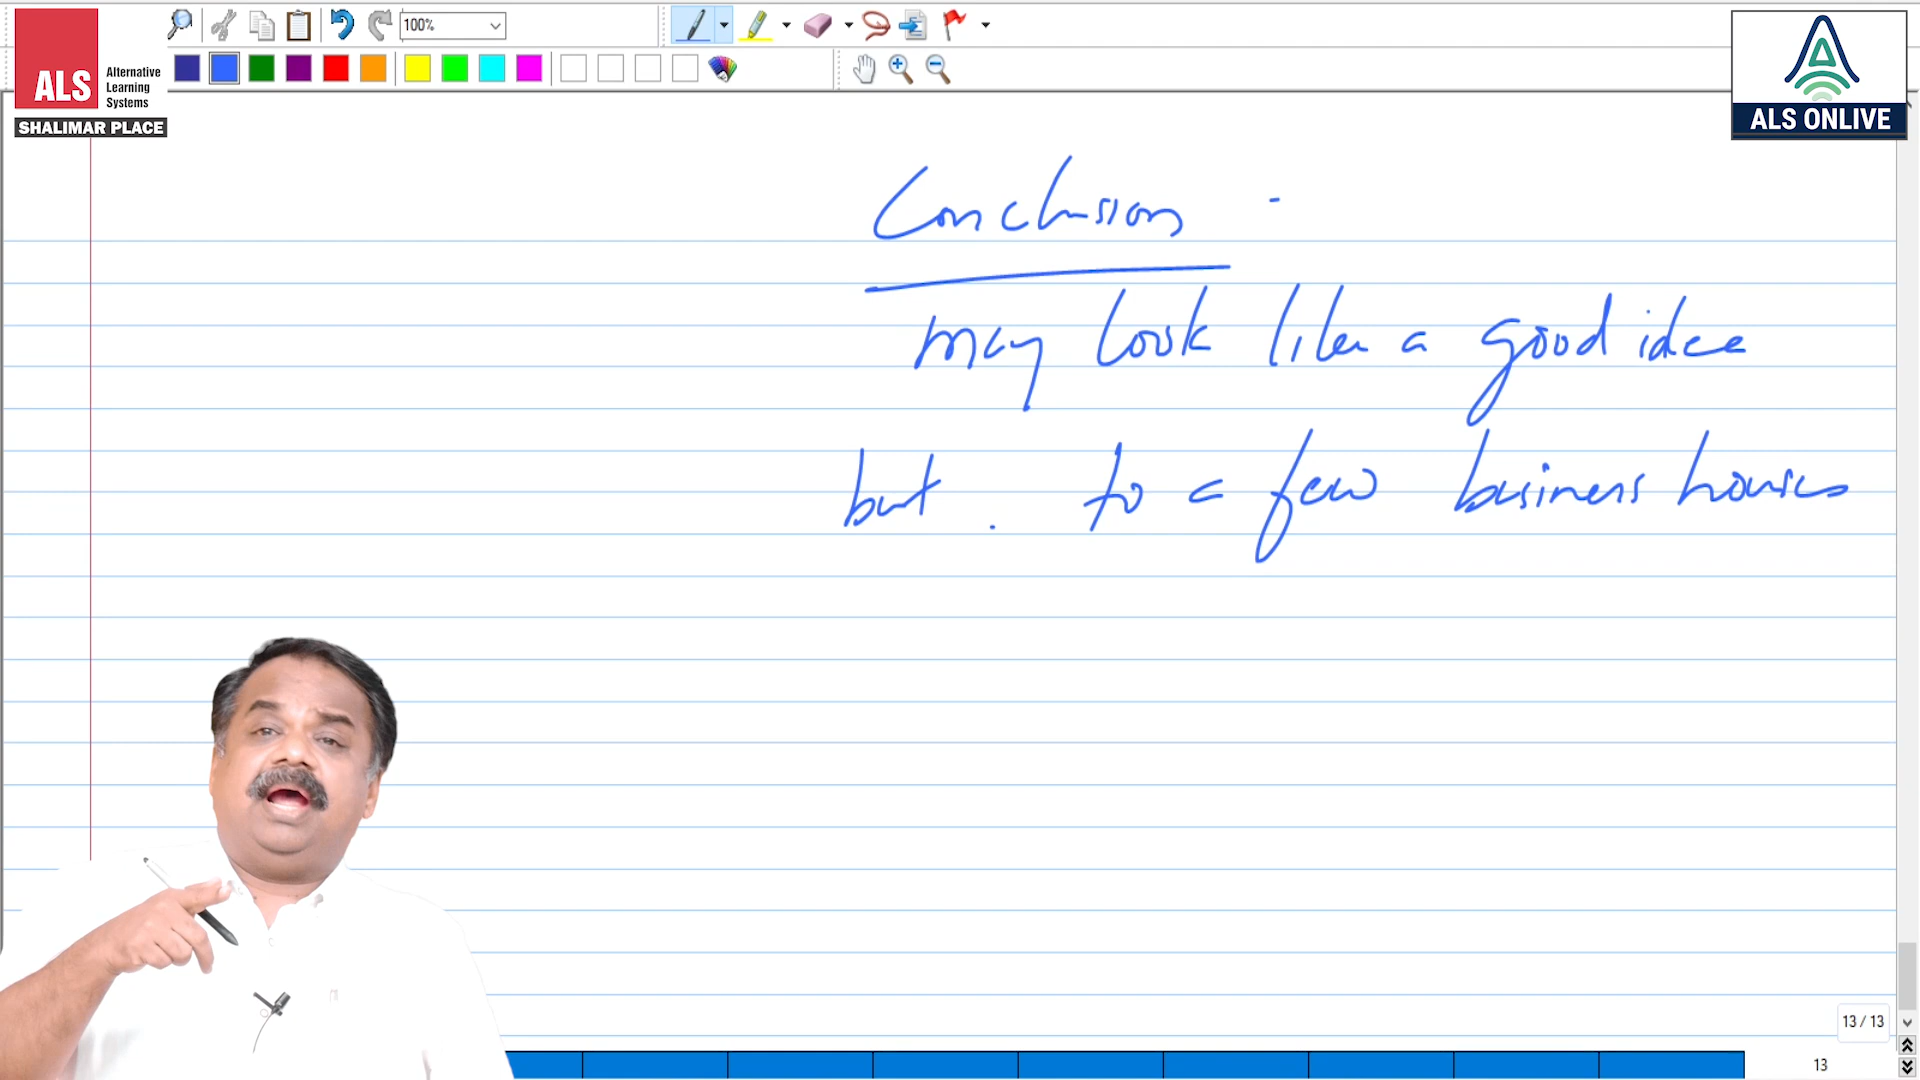 100%
ALS
Alternative
Learning
Systems
SHALIMAR PLACE
ALS ONLIVE
Conclusion -
may look like a good idea
but . to a few business houses
13 / 13
13